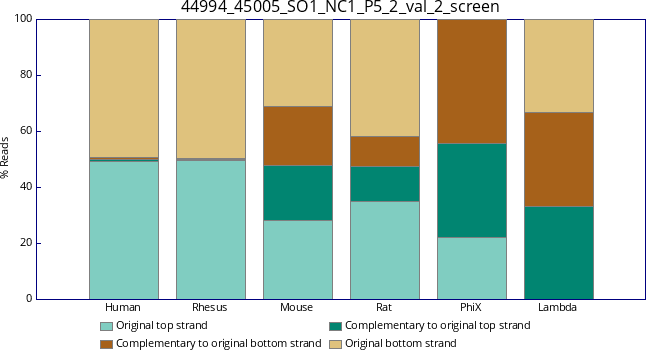 44994_45005_SO1_NC1_P5_2_val_2_screen
100
80
60
40
20
0
% Reads
Human Rhesus Mouse Rat PhiX Lambda
Original top strand Complementary to original top strand
Complementary to original bottom strand Original bottom strand